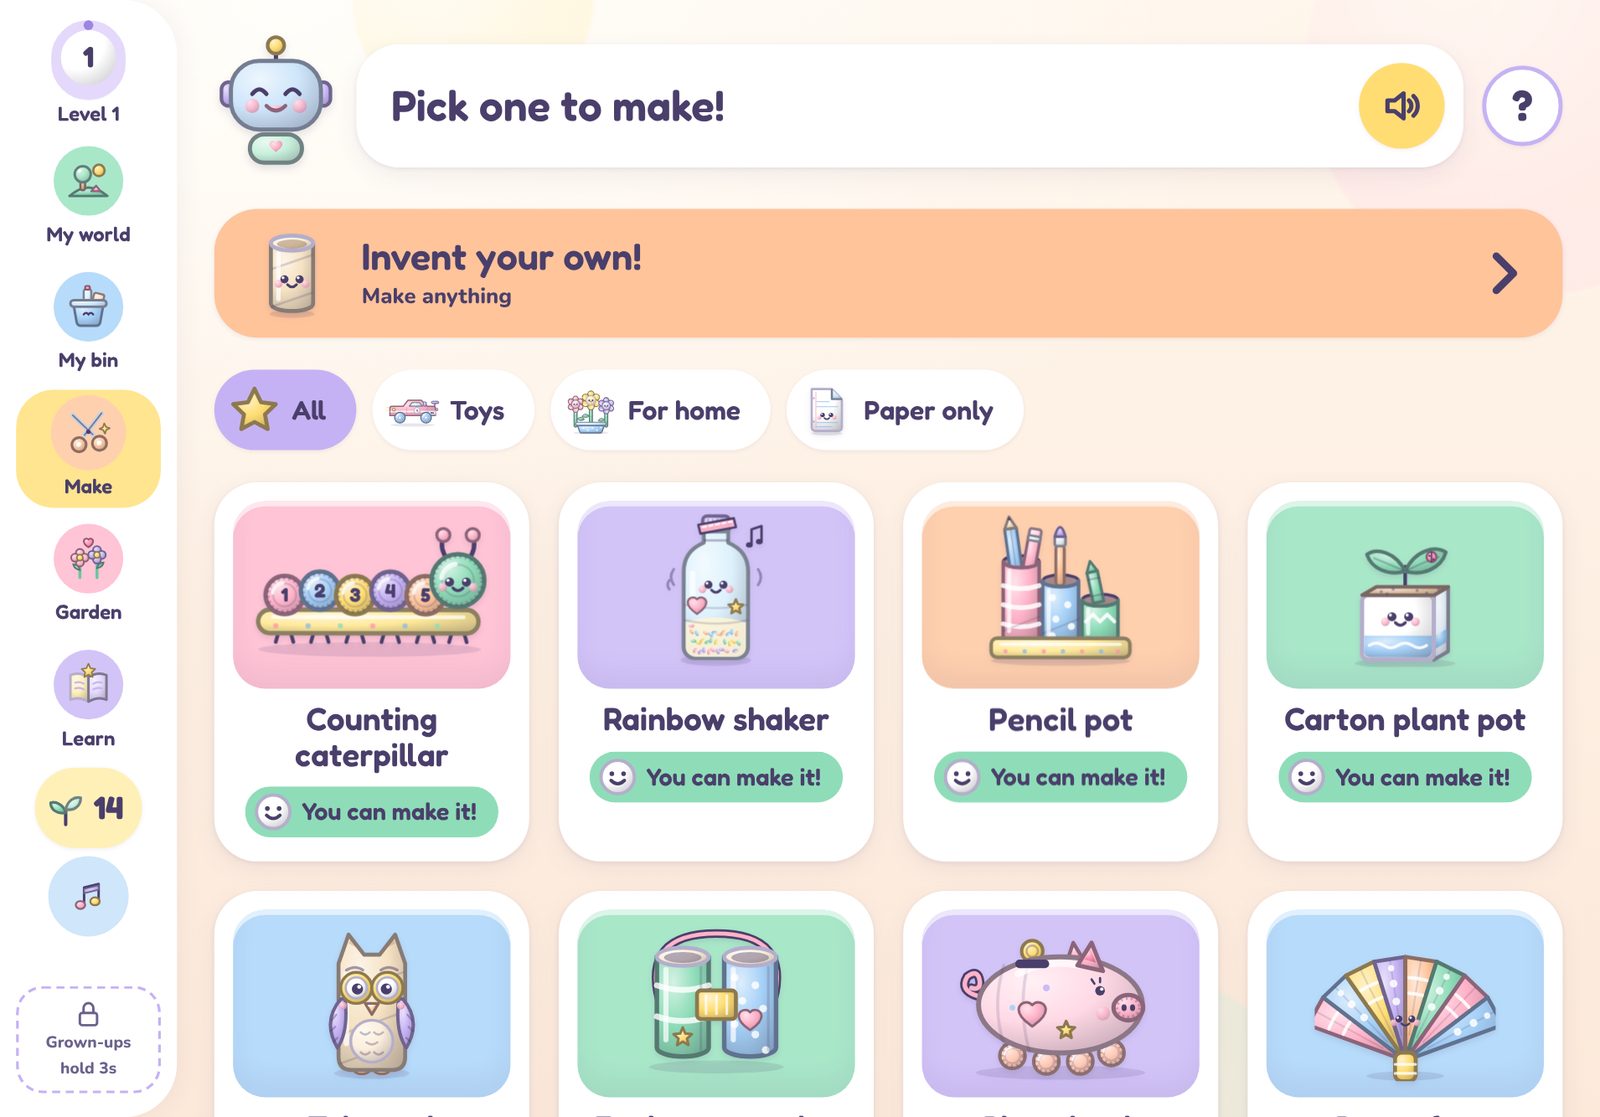 1
Level 1
My world
My bin
Make
Garden
Learn
14
Grown-ups
hold 3s
Pick one to make!
?
Invent your own!
Make anything
All
Toys
For home
Paper only
1 2 3 4 5
Counting
caterpillar
You can make it!
Rainbow shaker
You can make it!
Pencil pot
You can make it!
Carton plant pot
You can make it!